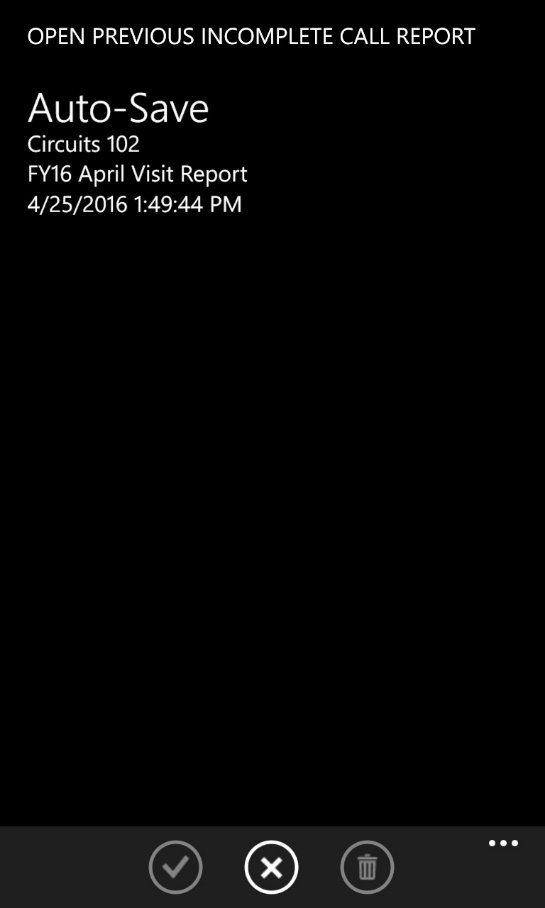 OPEN PREVIOUS INCOMPLETE CALL REPORT
Auto-Save
Circuits 102
FY16 April Visit Report
4/25/2016 1:49:44 PM